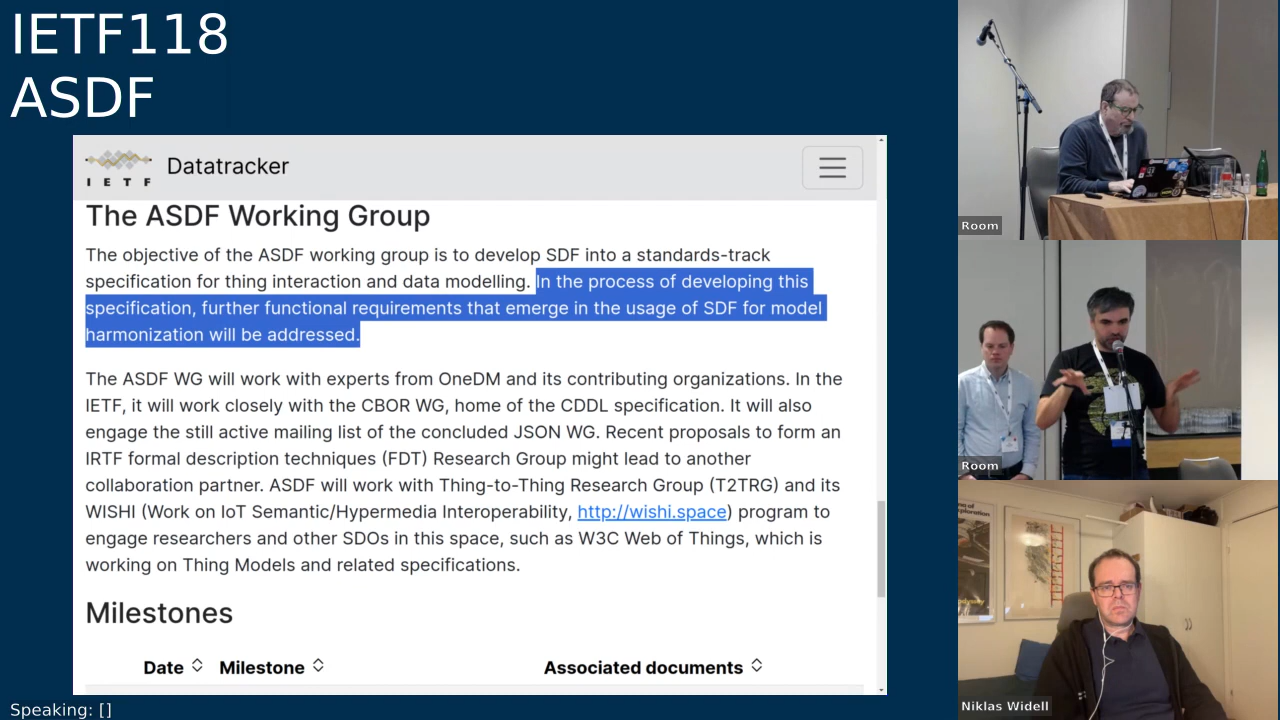 IETF118
ASDF
I E T F
Datatracker
The ASDF Working Group
The objective of the ASDF working group is to develop SDF into a standards-track
specification for thing interaction and data modelling. In the process of developing this
specification, further functional requirements that emerge in the usage of SDF for model
harmonization will be addressed.
The ASDF WG will work with experts from OneDM and its contributing organizations. In the
IETF, it will work closely with the CBOR WG, home of the CDDL specification. It will also
engage the still active mailing list of the concluded JSON WG. Recent proposals to form an
IRTF formal description techniques (FDT) Research Group might lead to another
collaboration partner. ASDF will work with Thing-to-Thing Research Group (T2TRG) and its
WISHI (Work on IoT Semantic/Hypermedia Interoperability, http://wishi.space) program to
engage researchers and other SDOs in this space, such as W3C Web of Things, which is
working on Thing Models and related specifications.
Milestones
Date Milestone Associated documents
Speaking: []
Room
Room
Niklas Widell